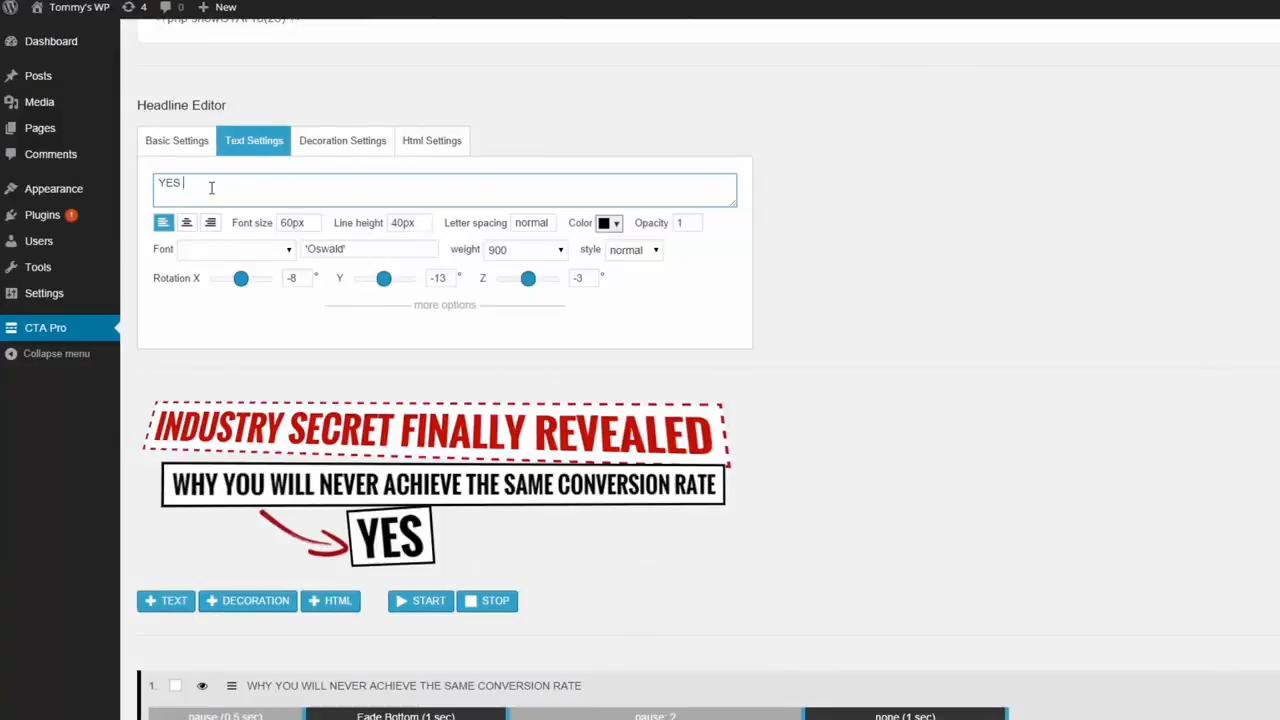 Tommy's WP 4 0 New
Dashboard
Posts
Media
Pages
Comments
Appearance
Plugins 1
Users
Tools
Settings
CTA Pro
Collapse menu
Headline Editor
Basic Settings Text Settings Decoration Settings Html Settings
YES
Font size 60px Line height 40px Letter spacing normal Color Opacity 1
Font 'Oswald' weight 900 style normal
Rotation X -8 ° Y -13 ° Z -3 °
more options
INDUSTRY SECRET FINALLY REVEALED
WHY YOU WILL NEVER ACHIEVE THE SAME CONVERSION RATE
YES
TEXT DECORATION HTML START STOP
1. WHY YOU WILL NEVER ACHIEVE THE SAME CONVERSION RATE
pause (0.5 sec) Fade Bottom (1 sec) pause: 2 none (1 sec)